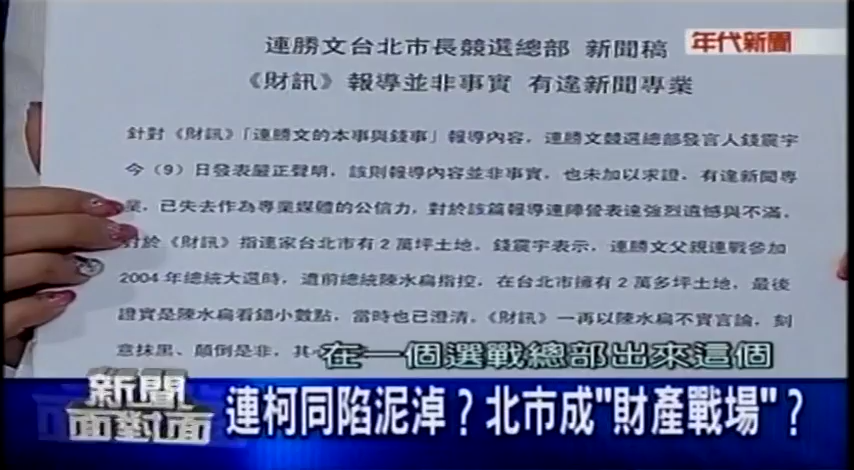 連勝文台北市長競選總部 新聞稿
年代新聞
《財訊》報導並非事實 有違新聞專業
針對《財訊》「連勝文的本事與錢事」報導內容，連勝文競選總部發言人錢震宇
今（9）日發表嚴正聲明，該則報導內容並非事實，也未加以求證，有違新聞專
業，已失去作為專業媒體的公信力，對於該篇報導連陣發表達強烈遺憾與不滿。
對於《財訊》指連家台北市有2萬坪土地，錢震宇表示，連勝文父親連戰參加
2004年總統大選時，遭前總統陳水扁指控，在台北市擁有2萬多坪土地，最後
證實是陳水扁看錯小數點，當時也已澄清。《財訊》一再以陳水扁不實言論，刻
意抹黑、顛倒是非，其
在一個選戰總部出來這個
新聞面對面
連柯同陷泥淖？北市成"財產戰場"？